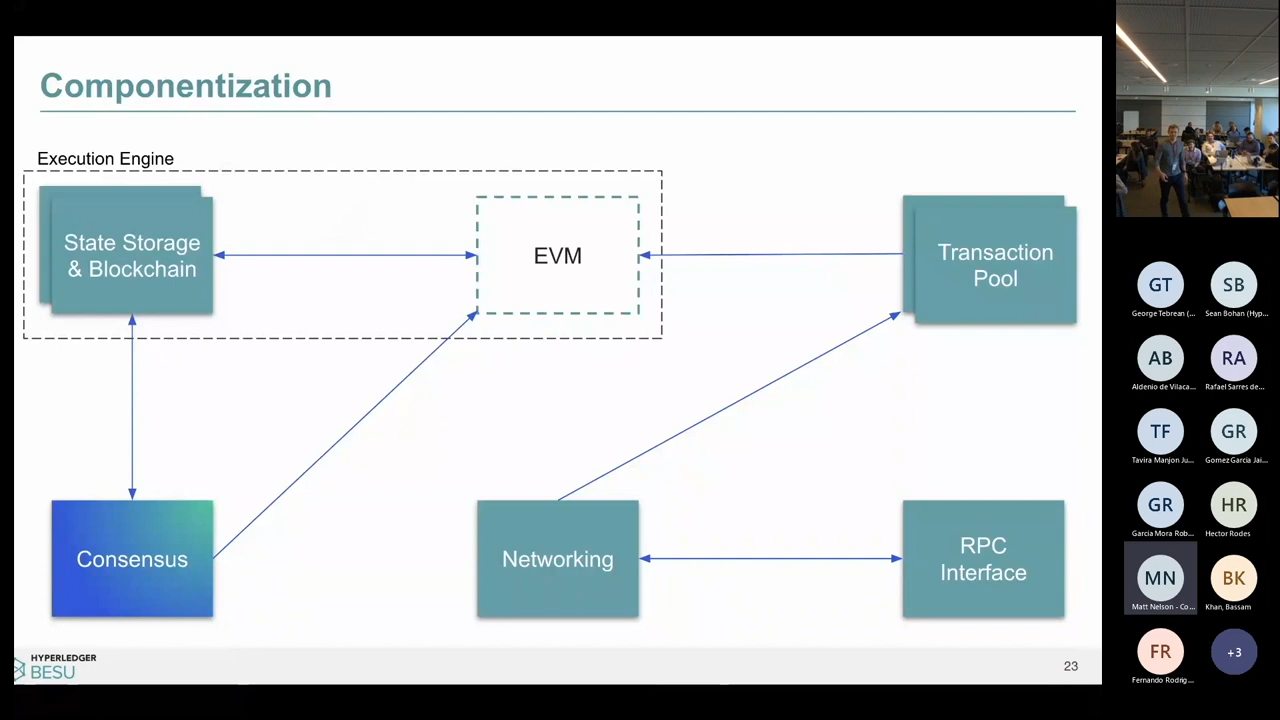 Componentization
Execution Engine
State Storage
& Blockchain
EVM
Transaction
Pool
Consensus
Networking
RPC
Interface
HYPERLEDGER
BESU
23
GT
SB
George Tebrean (...
Sean Bohan (Hyp...
AB
RA
Aldenio de Vilaca...
Rafael Sarres de...
TF
GR
Tavira Manjon Ju...
Gomez Garcia Jai...
GR
HR
Garcia Mora Rob...
Hector Rodes
MN
BK
Matt Nelson - Co...
Khan, Bassam
FR
+3
Fernando Rodrig...